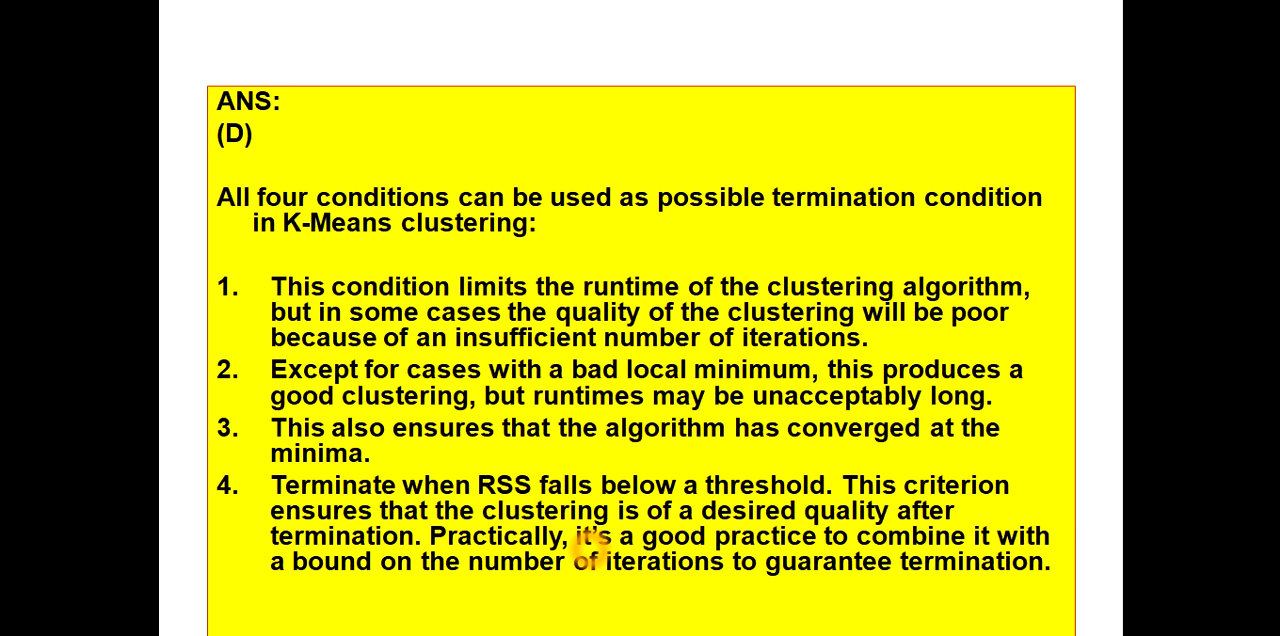 ANS:
(D)
All four conditions can be used as possible termination condition
in K-Means clustering:
1. This condition limits the runtime of the clustering algorithm,
but in some cases the quality of the clustering will be poor
because of an insufficient number of iterations.
2. Except for cases with a bad local minimum, this produces a
good clustering, but runtimes may be unacceptably long.
3. This also ensures that the algorithm has converged at the
minima.
4. Terminate when RSS falls below a threshold. This criterion
ensures that the clustering is of a desired quality after
termination. Practically, it's a good practice to combine it with
a bound on the number of iterations to guarantee termination.